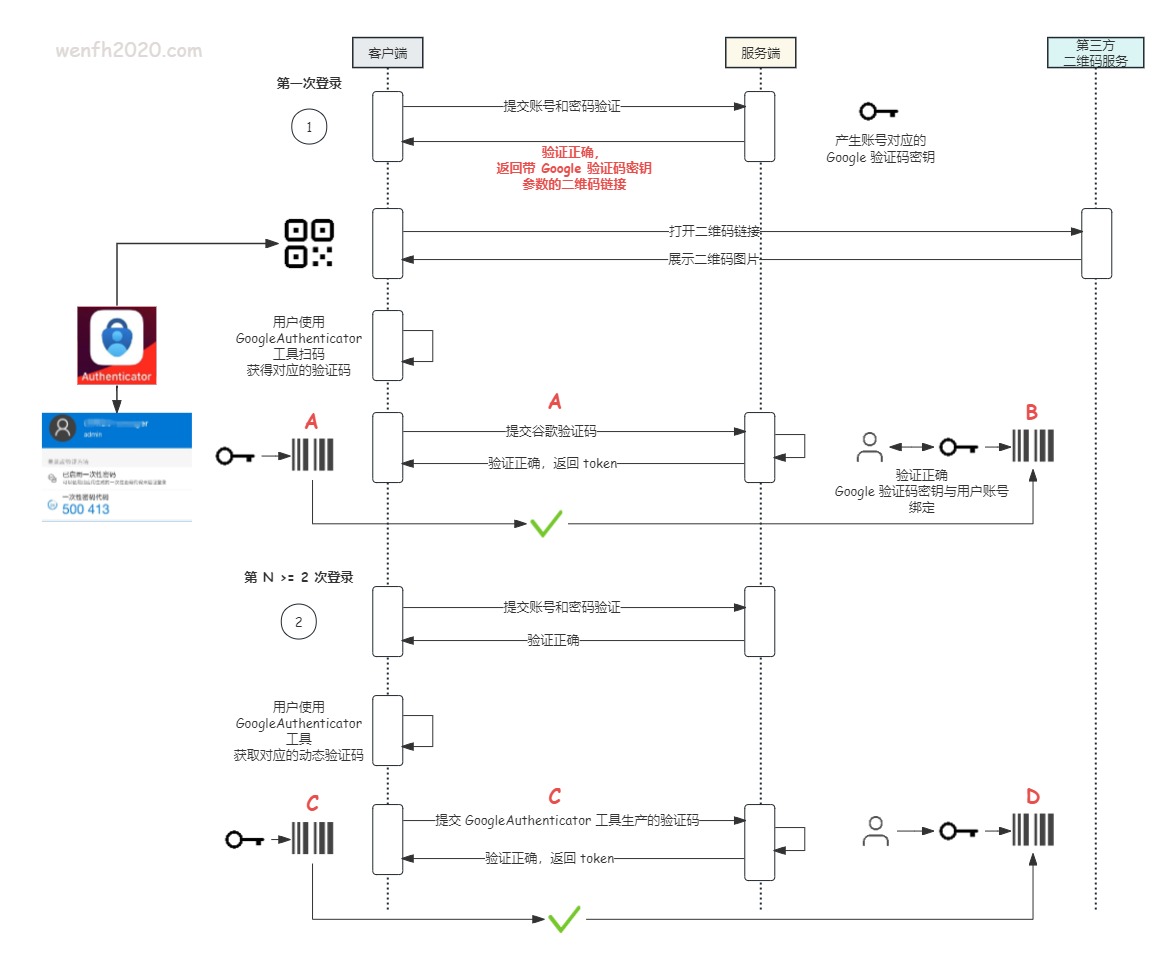 wenfh2020.com
客户端
服务端
第三方
二维码服务
第一次登录
1
提交账号和密码验证
产生账号对应的
Google 验证码密钥
验证正确,
返回带 Google 验证码密钥
参数的二维码链接
打开二维码链接
展示二维码图片
用户使用
GoogleAuthenticator
工具扫码
获得对应的验证码
Authenticator
admin
已启用一次性密码
一次性密码代码
500 413
A
A
B
提交谷歌验证码
验证正确，返回 token
验证正确
Google 验证码密钥与用户账号
绑定
第 N >= 2 次登录
2
提交账号和密码验证
验证正确
用户使用
GoogleAuthenticator
工具
获取对应的动态验证码
C
C
D
提交 GoogleAuthenticator 工具生产的验证码
验证正确，返回 token